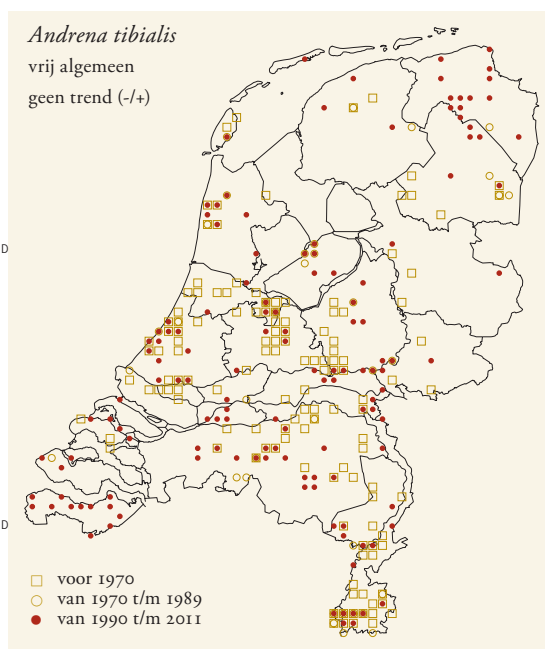 Andrena tibialis
vrij algemeen
geen trend (-/+)
D
D
voor 1970
van 1970 t/m 1989
van 1990 t/m 2011